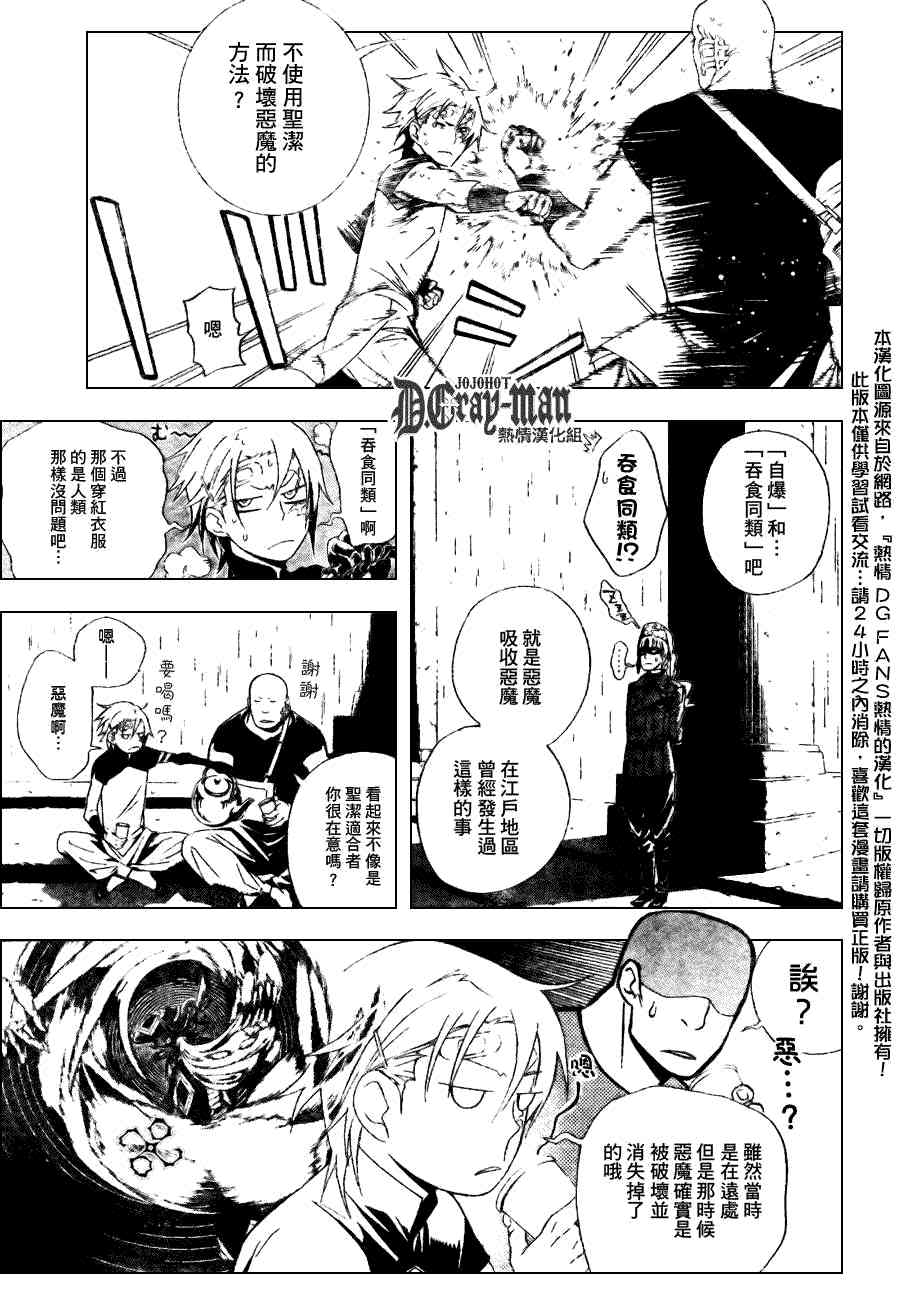 不使用聖潔
而破壞惡魔的
方法？
嗯
JOJOHOT
D.Gray-man
熱情漢化組
「自爆」和…
「吞食同類」吧
吞食同類!?
就是惡魔
吸收惡魔
在江戶地區
曾經發生過
這樣的事
「吞食同類」啊
む～
不過
那個穿紅衣服
的是人類
那樣沒問題吧…
謝謝
要喝嗎？
嗯—
惡魔啊…
看起來不像是
聖潔適合者
你很在意嗎？
誒？
惡…？
嗯
雖然當時
是在遠處
但是那時候
惡魔確實是
被破壞並
消失掉了
的哦
本漢化圖源來自於網路，『熱情 DG FANS熱情的漢化』一切版權歸原作者與出版社擁有！
此版本僅供學習試看交流…請24小時之內消除，喜歡這套漫畫請購買正版！謝謝。